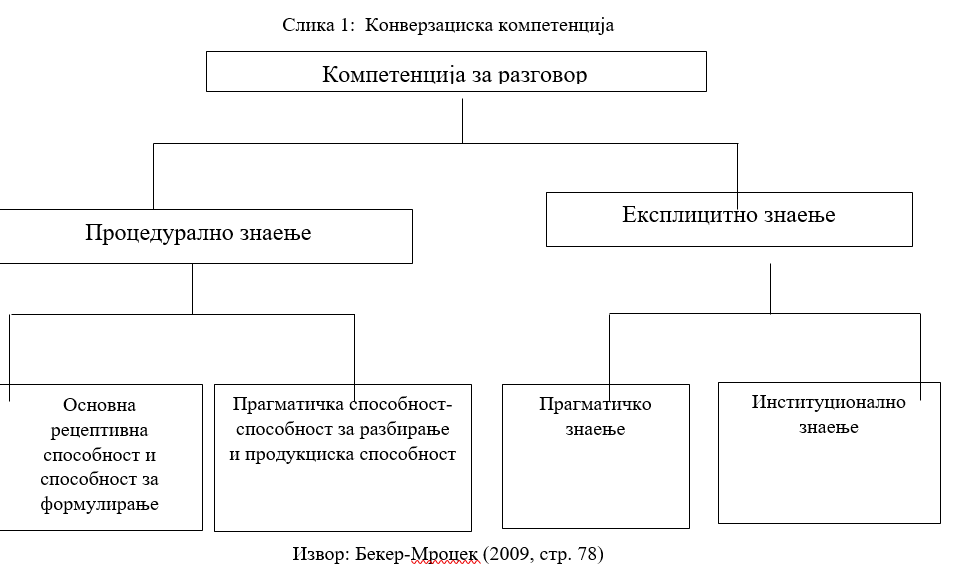 Слика 1:  Конверзациска компетенција
Компетенција за разговор
Процедурално знаење
Експлицитно знаење
Основна
рецептивна
способност и
способност за
формулирање
Прагматичка способност-
способност за разбирање
и продукциска способност
Прагматичко
знаење
Институционално
знаење
Извор: Бекер-Мроцек (2009, стр. 78)